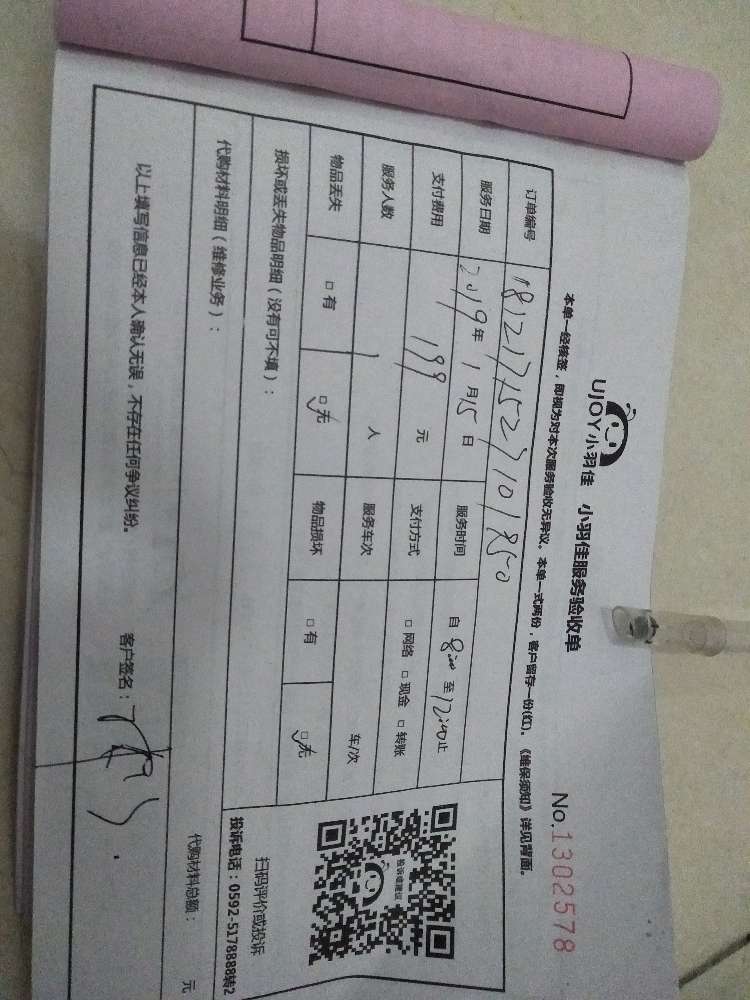 UJOY小羽佳 小羽佳服务验收单
No.1302578
本单一经核签，即视为对本次服务验收无异议。本单一式两份，客户留存一份(红)。《维保须知》详见背面。
订单编号 181217527101850
服务日期 2019年1月15日 服务时间 自8:00至12:00止
支付费用 199元 支付方式 □网络 □现金 □转账
服务人数 1人 服务车次 车/次
物品丢失 □有 □无 物品损坏 □有 □无
损坏或丢失物品明细（没有可不填）：
代购材料明细（维修业务）：
代购材料总额： 元
投诉或建议
扫码评价或投诉
投诉电话：0592-5178888转2
以上填写信息已经本人确认无误，不存在任何争议纠纷。 客户签名：